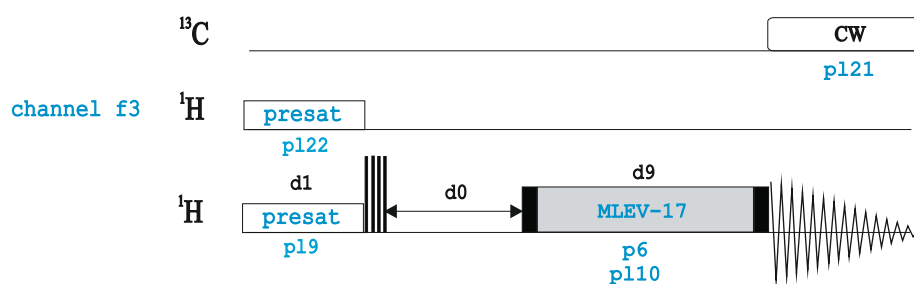 ¹³C
CW
pl21
channel f3
¹H
presat
pl22
d1
d0
d9
¹H
presat
MLEV-17
pl9
p6
pl10